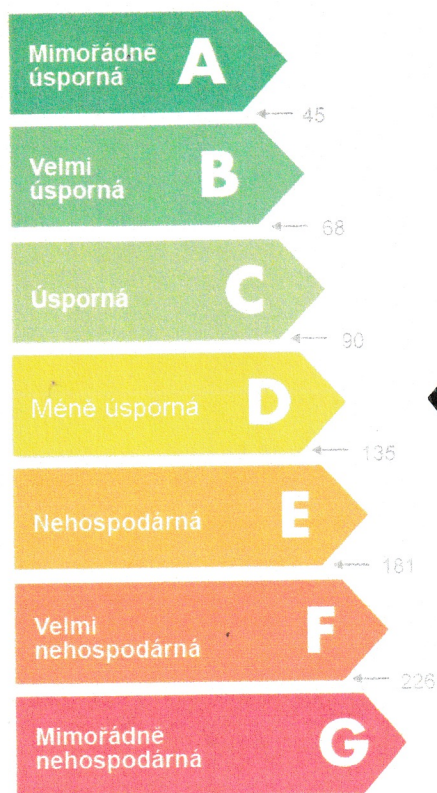 Mimořádně
úsporná
A
45
Velmi
úsporná
B
68
Úsporná
C
90
Méně úsporná
D
135
Nehospodárná
E
181
Velmi
nehospodárná
F
226
Mimořádně
nehospodárná
G